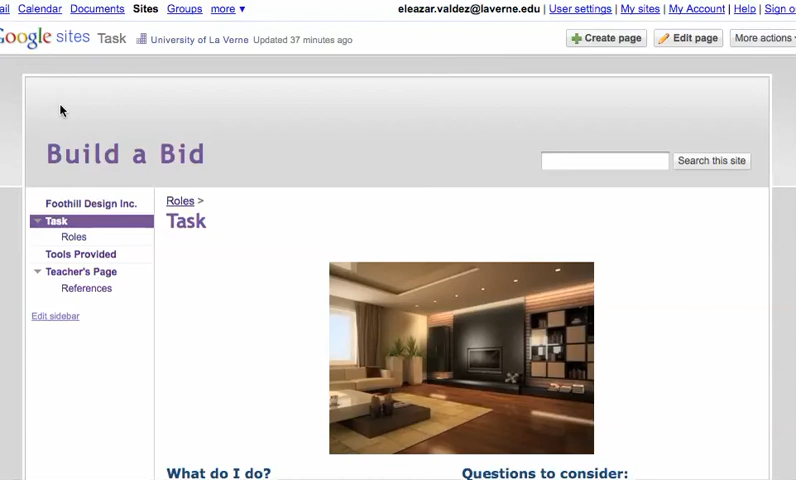 ail Calendar Documents Sites Groups more ▼ eleazar.valdez@laverne.edu | User settings | My sites | My Account | Help | Sign o
Google sites Task University of La Verne Updated 37 minutes ago Create page Edit page More actions
Build a Bid
Search this site
Foothill Design Inc.
Task
Roles
Tools Provided
Teacher's Page
References
Edit sidebar
Roles >
Task
What do I do? Questions to consider: